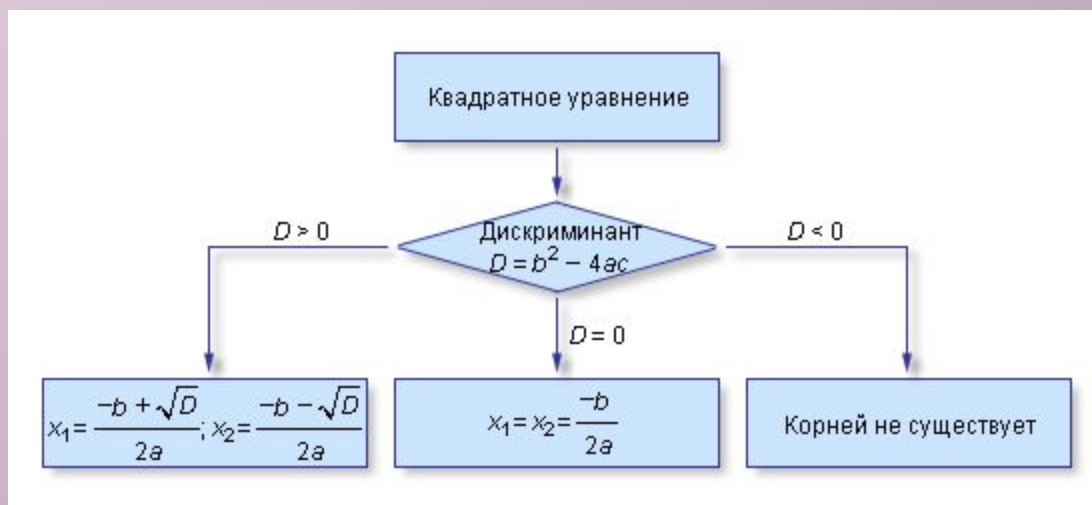 Квадратное уравнение
D > 0
Дискриминант
D < 0
D = b² − 4ac
D = 0
x₁ = (−b + √D) / 2a ; x₂ = (−b − √D) / 2a
x₁ = x₂ = −b / 2a
Корней не существует